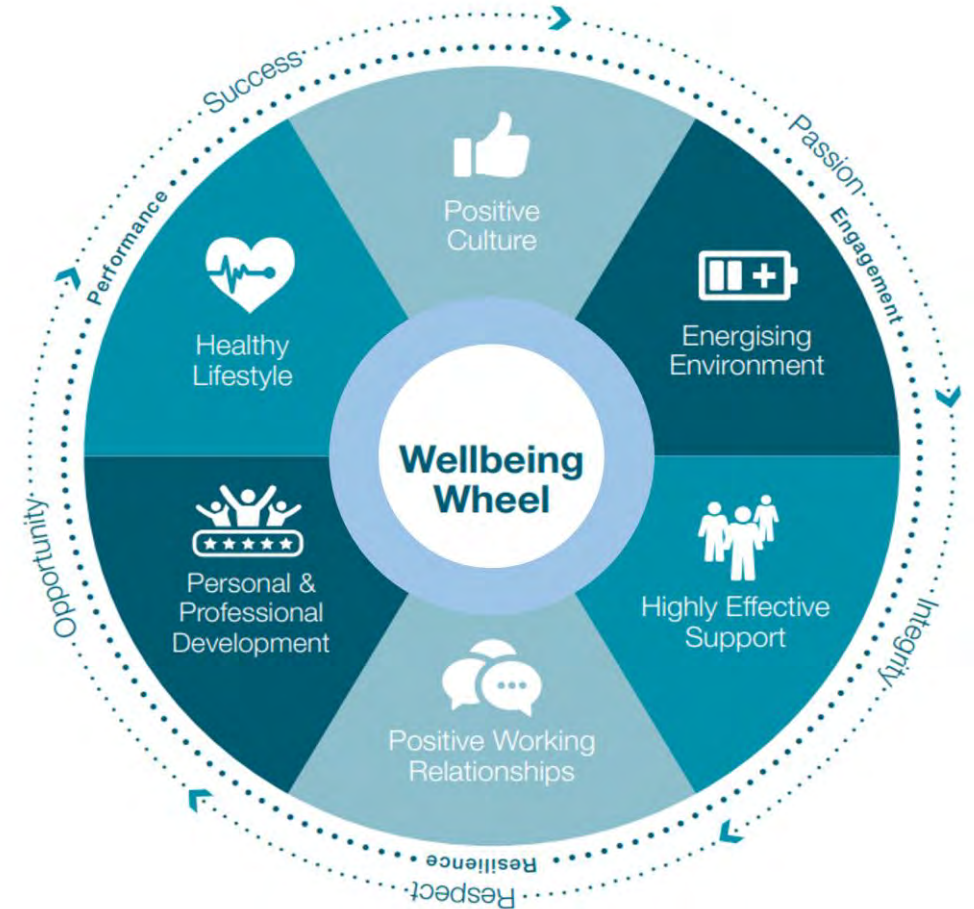 Success
Passion
Performance
Engagement
Positive
Culture
Healthy
Lifestyle
Energising
Environment
Wellbeing
Wheel
Personal &
Professional
Development
Highly Effective
Support
Positive Working
Relationships
Opportunity
Integrity
Resilience
Respect